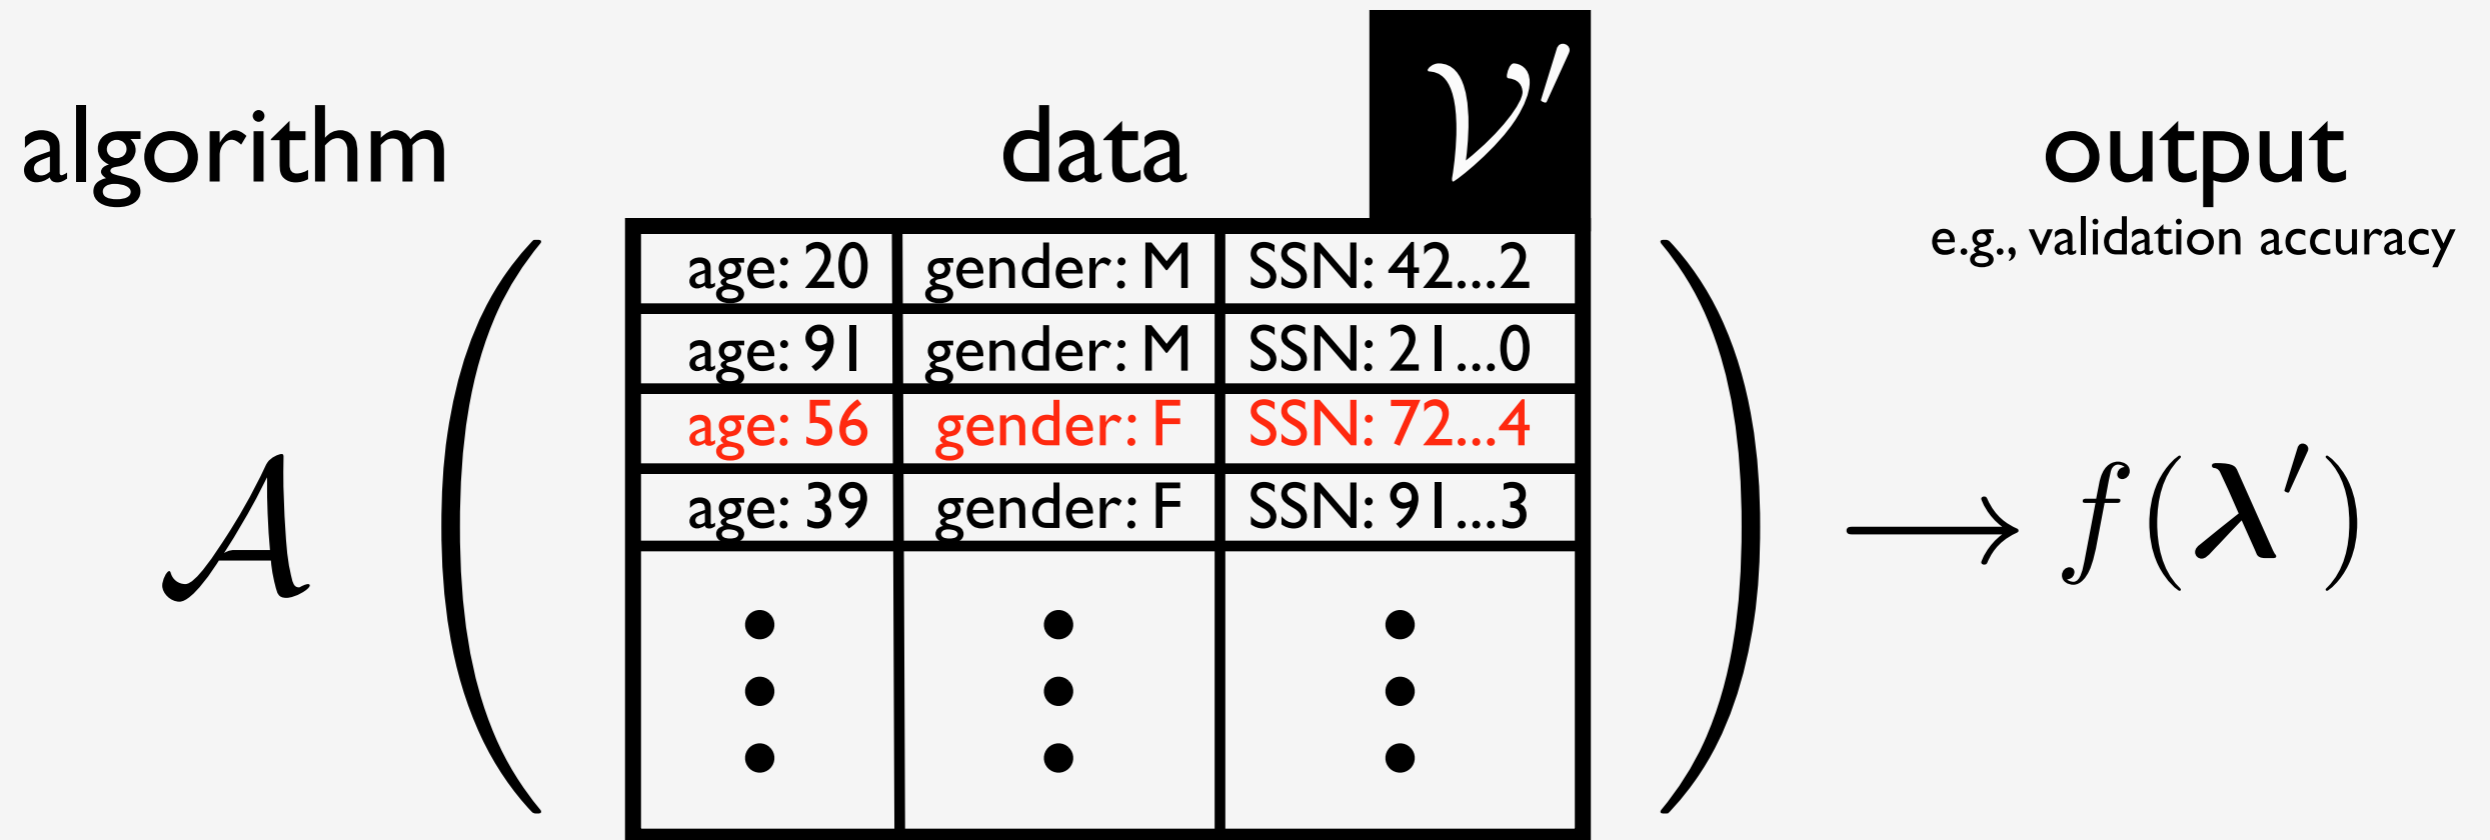 𝒱′
algorithm data output
e.g., validation accuracy
age: 20 gender: M SSN: 42...2
age: 91 gender: M SSN: 21...0
age: 56 gender: F SSN: 72...4
age: 39 gender: F SSN: 91...3
𝒜 ( ) → f(λ′)